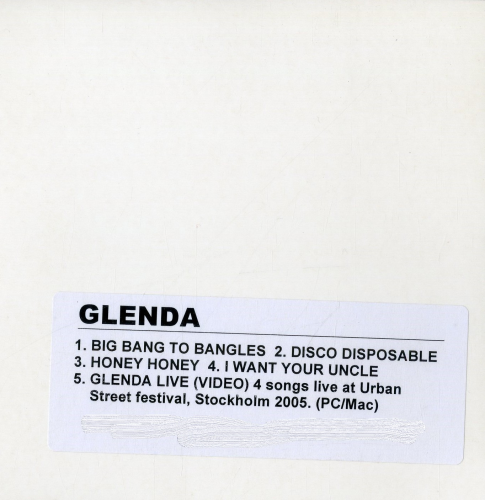 GLENDA
1. BIG BANG TO BANGLES 2. DISCO DISPOSABLE
3. HONEY HONEY 4. I WANT YOUR UNCLE
5. GLENDA LIVE (VIDEO) 4 songs live at Urban
Street festival, Stockholm 2005. (PC/Mac)